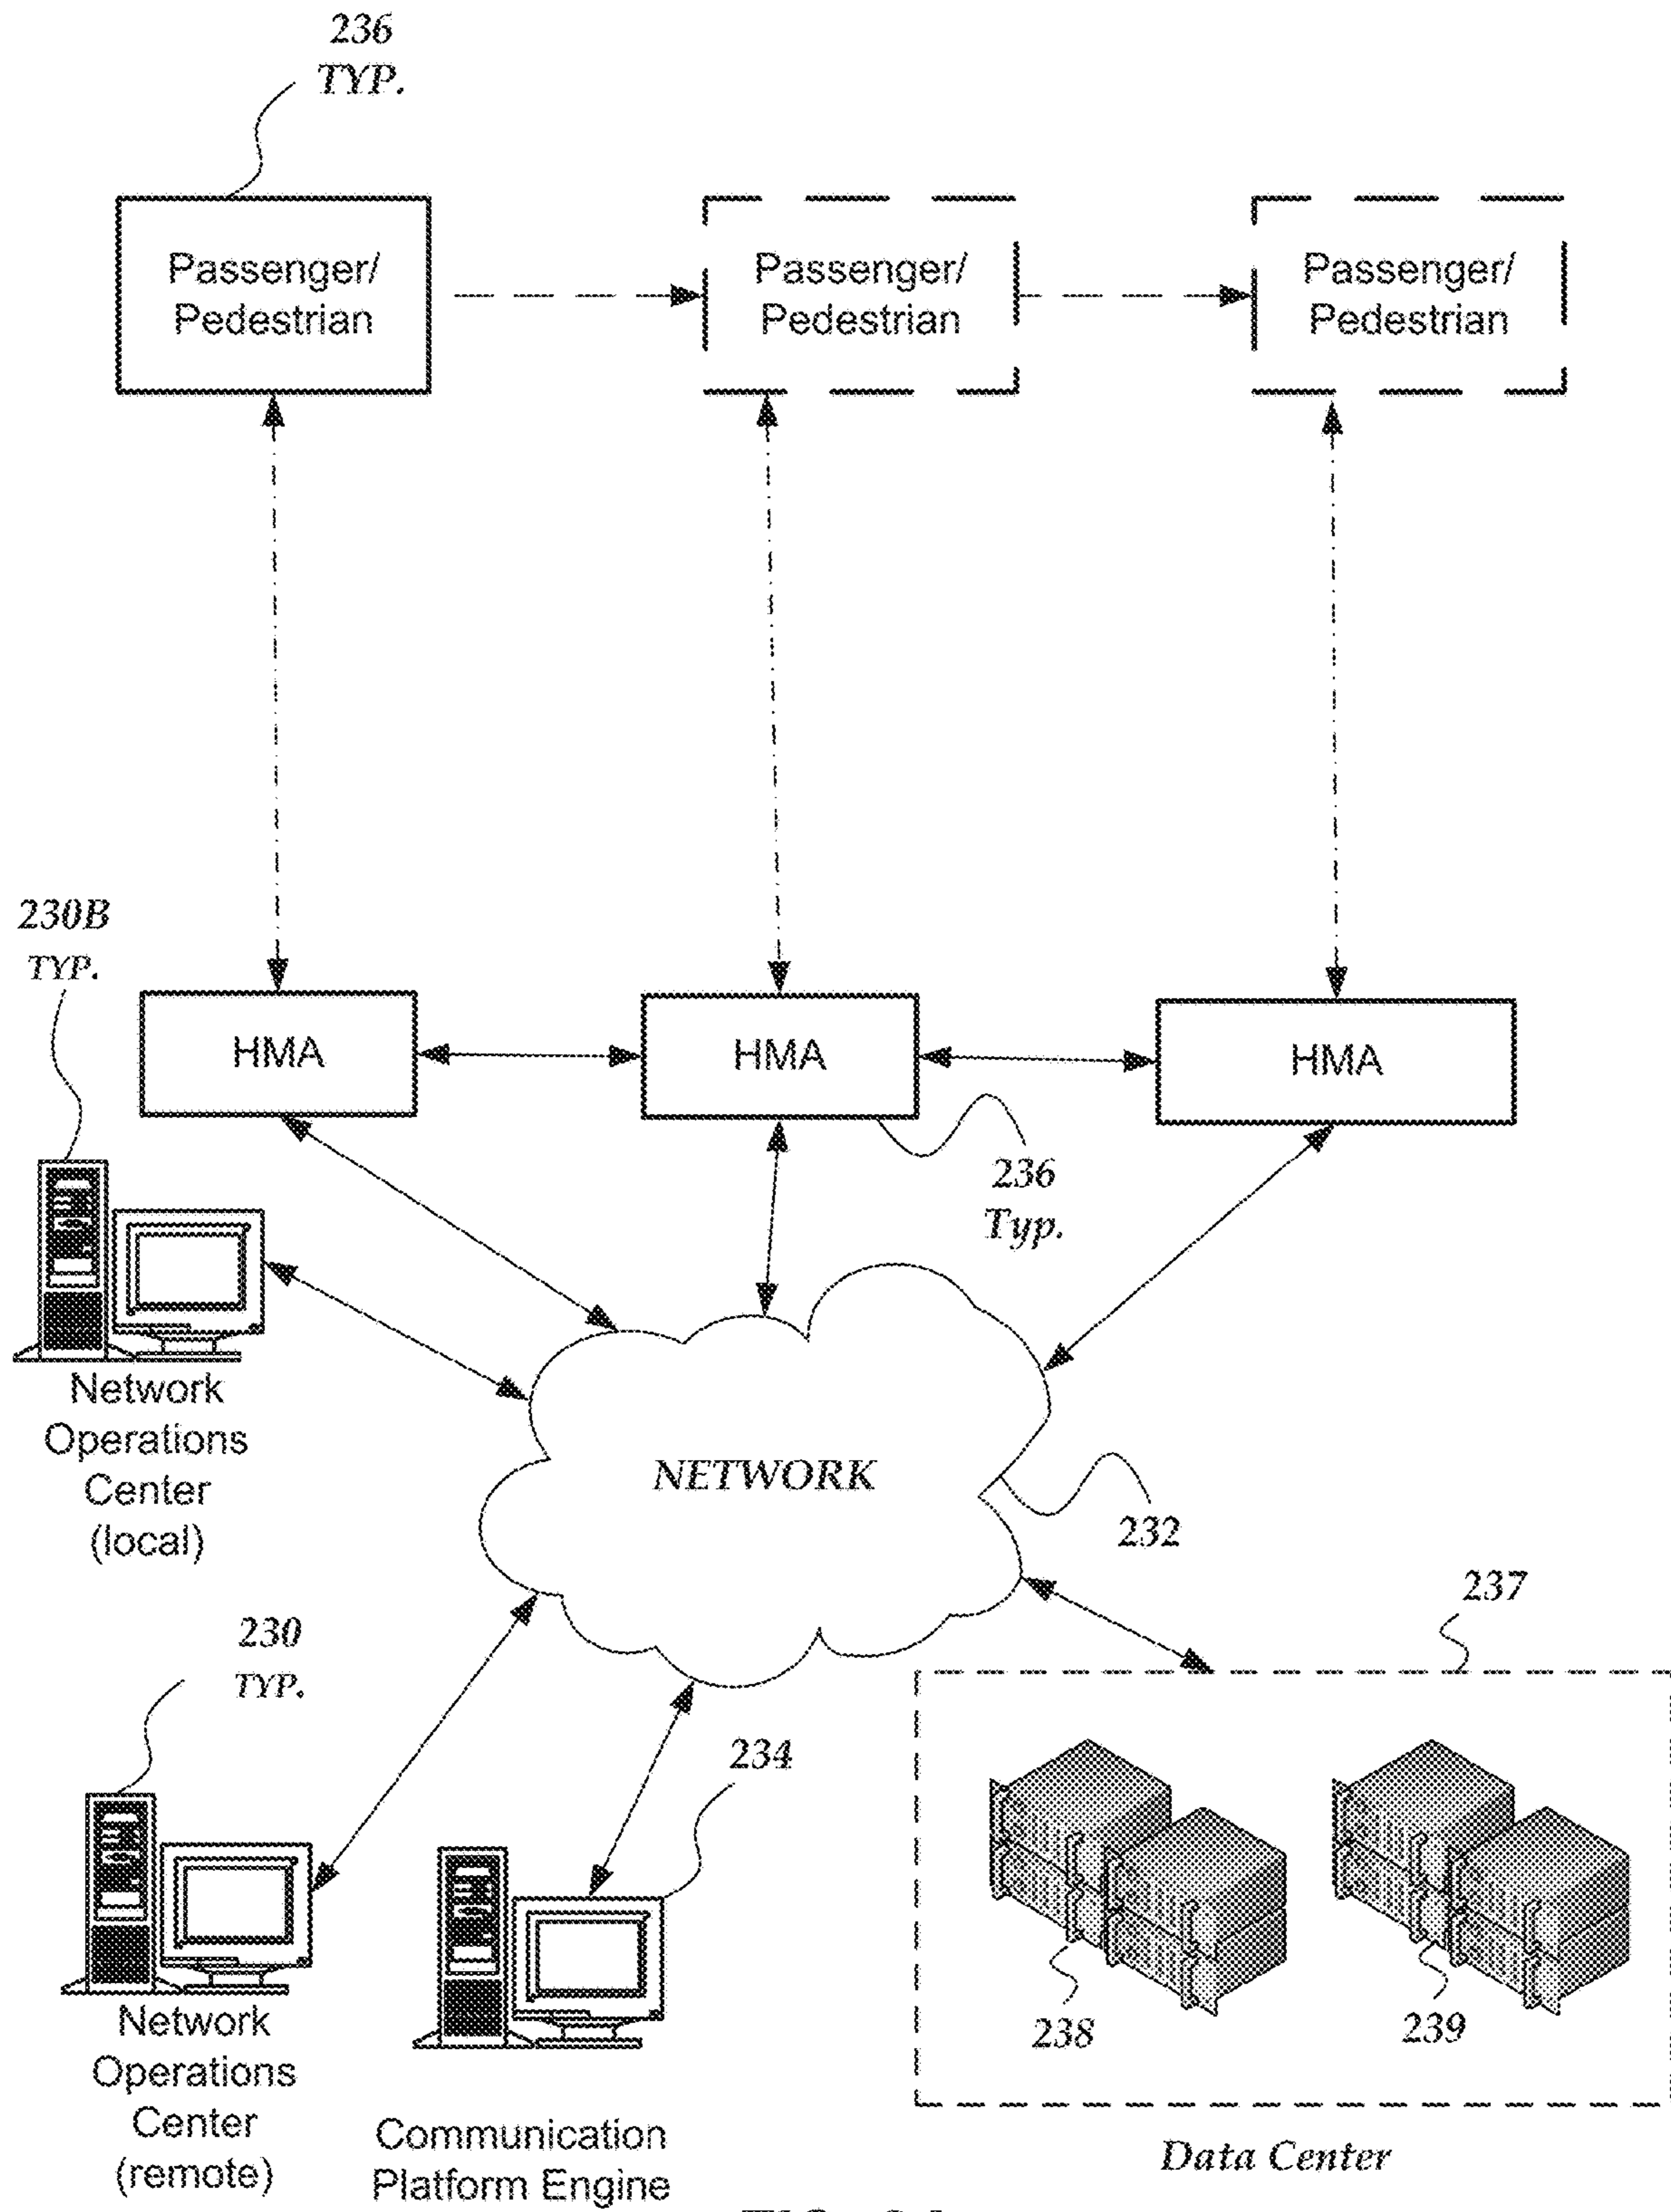 236
TYP.
Passenger/
Pedestrian
Passenger/
Pedestrian
Passenger/
Pedestrian
230B
TYP.
HMA
HMA
HMA
236
Typ.
Network
Operations
Center
(local)
NETWORK
232
237
230
TYP.
234
238
239
Network
Operations
Center
(remote)
Communication
Platform Engine
Data Center